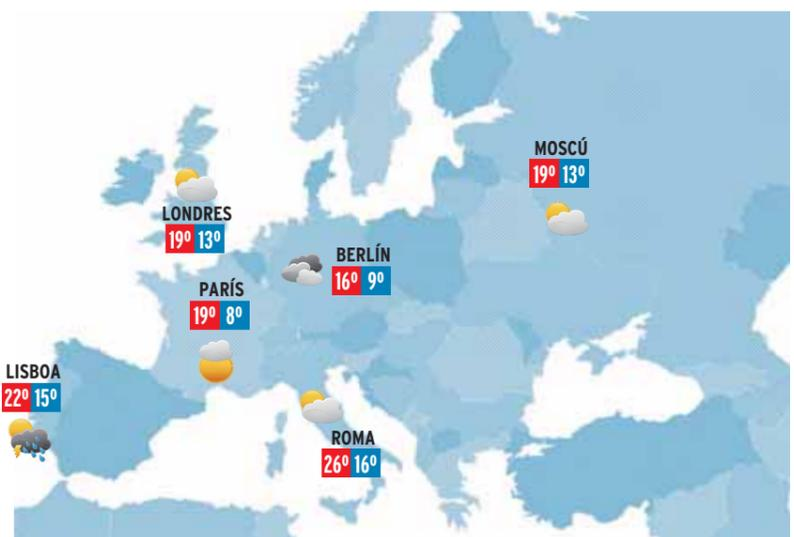 MOSCÚ
19º 13º
LONDRES
19º 13º
BERLÍN
16º 9º
PARÍS
19º 8º
LISBOA
22º 15º
ROMA
26º 16º